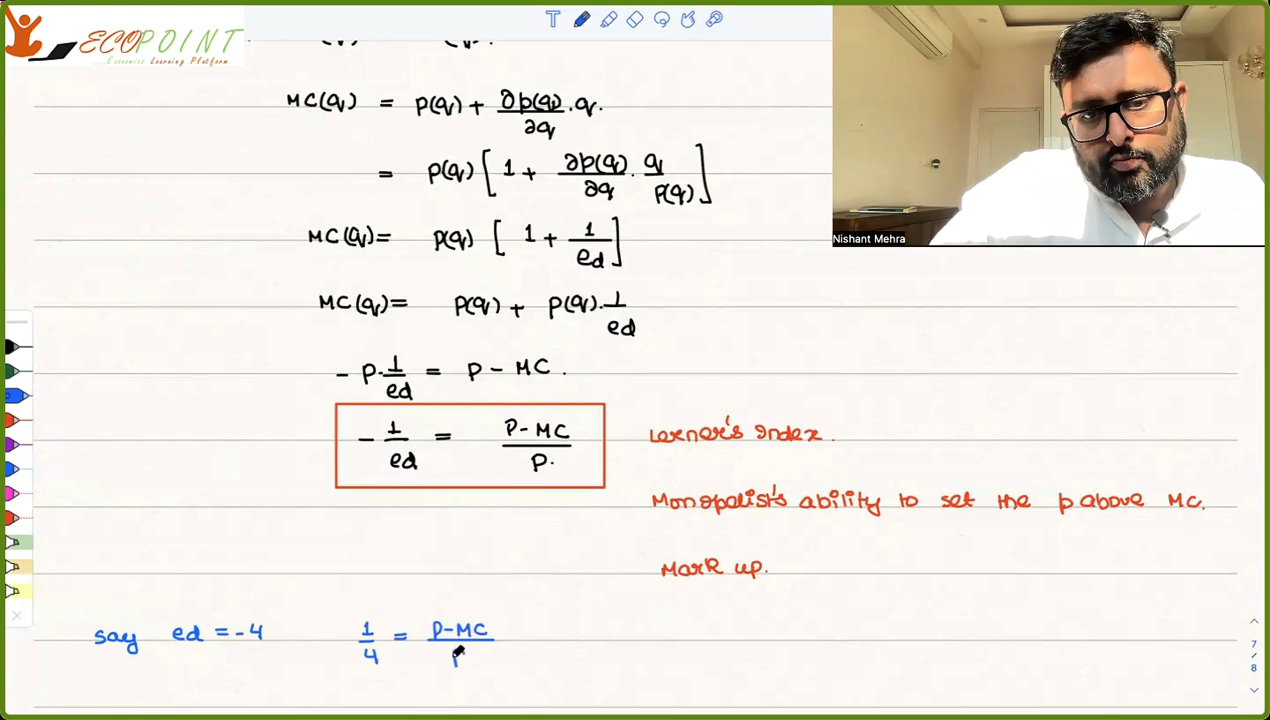 ECOPOINT
Economics Learning Platform
MC(q) = p(q) + ∂p(q)/∂q . q.
= p(q) [ 1 + ∂p(q)/∂q . q/p(q) ]
MC(q) = p(q) [ 1 + 1/ed ]
MC(q) = p(q) + p(q). 1/ed
- P. 1/ed = P - MC.
- 1/ed = P-MC/P.
Lerner's Index.
Monopolist's ability to set the p above MC.
Mark up.
say ed = -4 1/4 = P-MC/P
Nishant Mehra
7/8